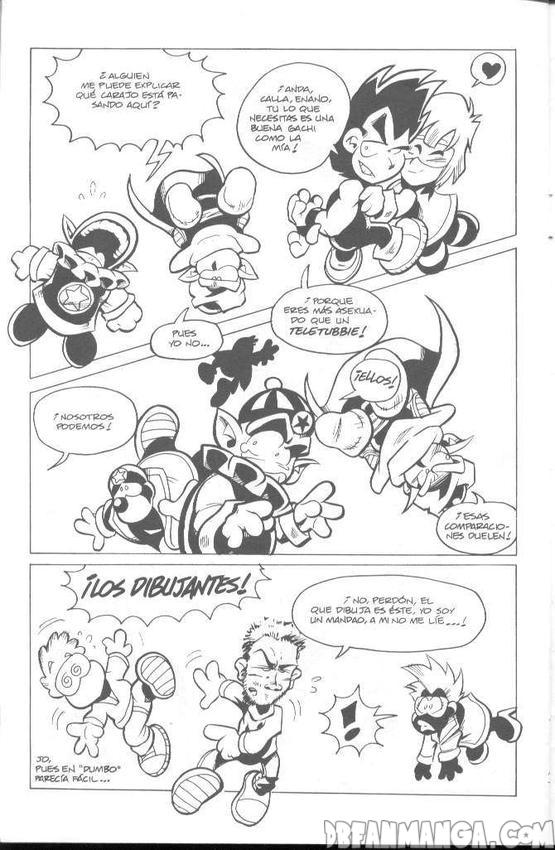 ¿ALGUIEN
ME PUEDE EXPLICAR
QUE CARAJO ESTÁ PA-
SANDO AQUÍ?
¡ANDA,
CALLA, ENANO,
TU LO QUE
NECESITAS ES UNA
BUENA GACHI
COMO LA
MÍA!
PUES
YO NO...
¡PORQUE
ERES MÁS ASEXUA-
DO QUE UN
TELETUBBIE!
¡NOSOTROS
PODEMOS!
¡ELLOS!
¡ESAS
COMPARACIO-
NES DUELEN!
¡LOS DIBUJANTES!
¡NO, PERDÓN, EL
QUE DIBUJA ES ÉSTE, YO SOY
UN MANDAO, A MI NO ME LÍE...!
!
JO,
PUES EN "DUMBO"
PARECÍA FÁCIL...
DBFANMANGA.COM